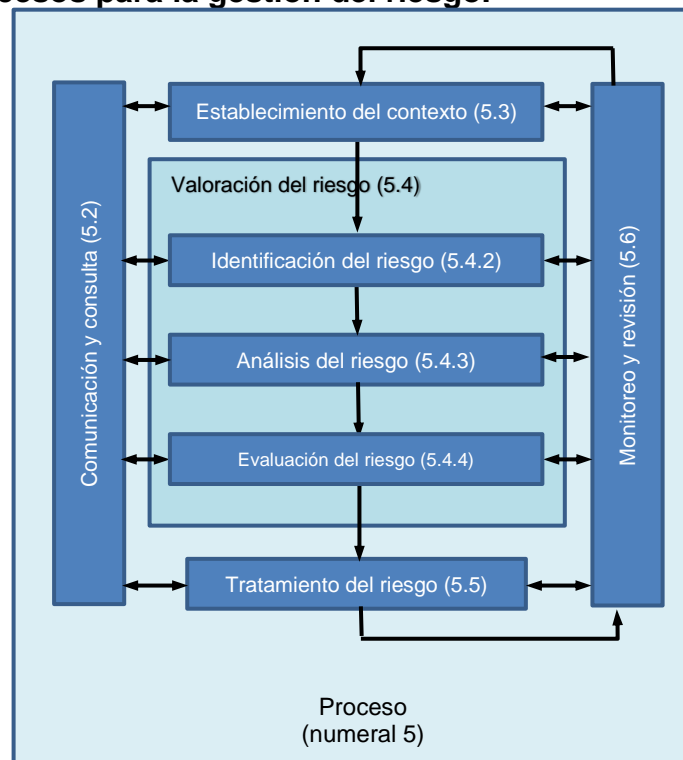 para la gestión del riesgo.
Establecimiento del contexto (5.3)
Valoración del riesgo (5.4)
Identificación del riesgo (5.4.2)
Análisis del riesgo (5.4.3)
Evaluación del riesgo (5.4.4)
Tratamiento del riesgo (5.5)
Comunicación y consulta (5.2)
Monitoreo y revisión (5.6)
Proceso
(numeral 5)